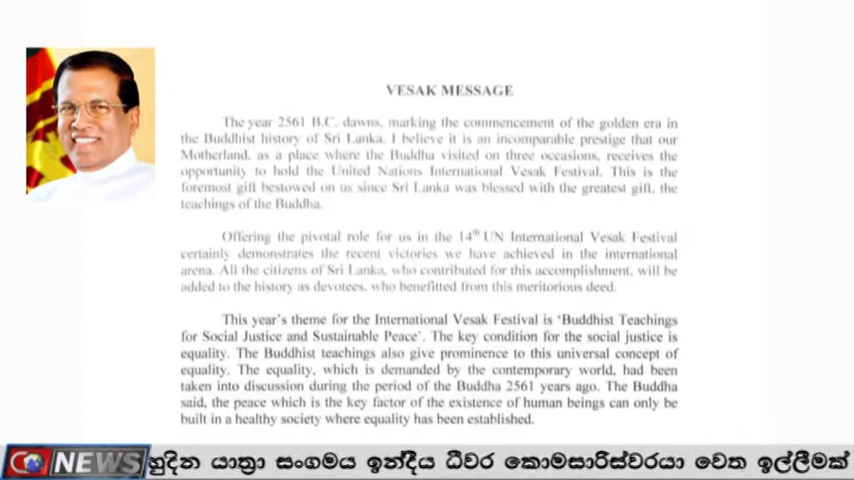 VESAK MESSAGE
The year 2561 B.C. dawns, marking the commencement of the golden era in
the Buddhist history of Sri Lanka. I believe it is an incomparable prestige that our
Motherland, as a place where the Buddha visited on three occasions, receives the
opportunity to hold the United Nations International Vesak Festival. This is the
foremost gift bestowed on us since Sri Lanka was blessed with the greatest gift, the
teachings of the Buddha.
Offering the pivotal role for us in the 14th UN International Vesak Festival
certainly demonstrates the recent victories we have achieved in the international
arena. All the citizens of Sri Lanka, who contributed for this accomplishment, will be
added to the history as devotees, who benefitted from this meritorious deed.
This year's theme for the International Vesak Festival is 'Buddhist Teachings
for Social Justice and Sustainable Peace'. The key condition for the social justice is
equality. The Buddhist teachings also give prominence to this universal concept of
equality. The equality, which is demanded by the contemporary world, had been
taken into discussion during the period of the Buddha 2561 years ago. The Buddha
said, the peace which is the key factor of the existence of human beings can only be
built in a healthy society where equality has been established.
NEWS හුදින යාත්‍රා සංගමය ඉන්දීය ධීවර කොමසාරිස්වරයා වෙත ඉල්ලීමක්